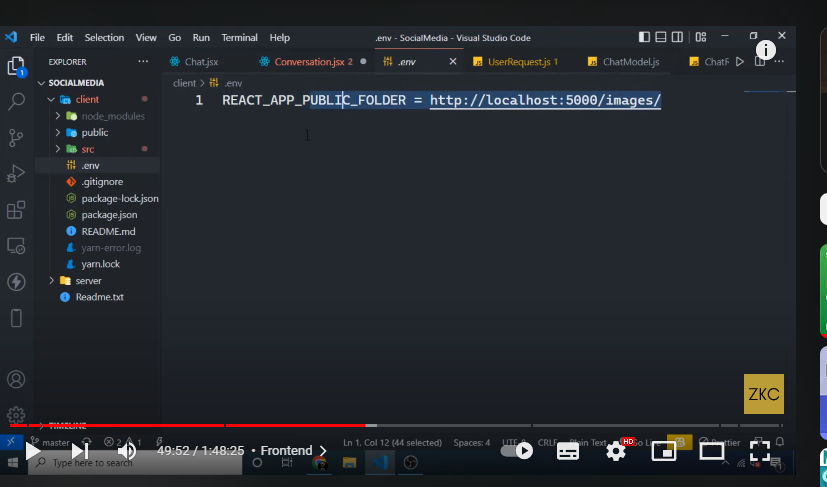 File Edit Selection View Go Run Terminal Help
.env - SocialMedia - Visual Studio Code
EXPLORER
Chat.jsx
Conversation.jsx 2
.env
UserRequest.js 1
ChatModel.js
ChatR
SOCIALMEDIA
client > .env
client
1 REACT_APP_PUBLIC_FOLDER = http://localhost:5000/images/
node_modules
public
src
.env
.gitignore
package-lock.json
package.json
README.md
yarn-error.log
yarn.lock
server
Readme.txt
ZKC
TIMELINE
master
2 1
Ln 1, Col 12 (44 selected) Spaces: 4 UTF-8 CRLF Plain Text Go Live Prettier
49:52 / 1:48:25 • Frontend >
HD
Type here to search